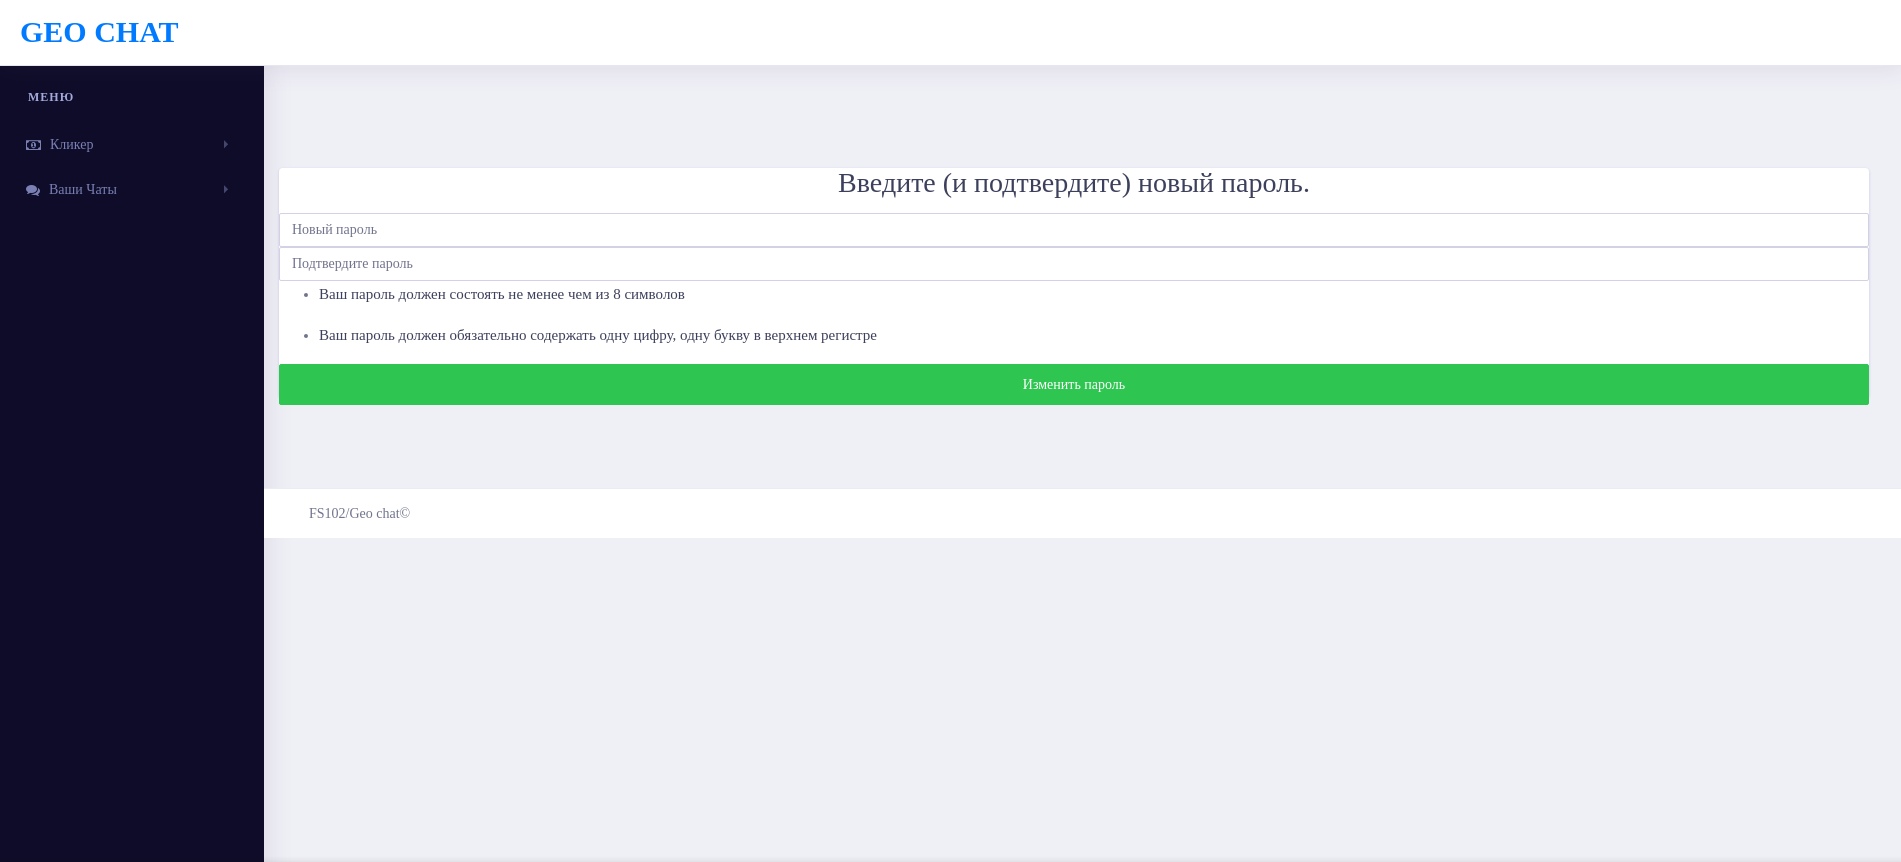 GEO CHAT
МЕНЮ
Кликер
Ваши Чаты
Введите (и подтвердите) новый пароль.
Новый пароль
Подтвердите пароль
Ваш пароль должен состоять не менее чем из 8 символов
Ваш пароль должен обязательно содержать одну цифру, одну букву в верхнем регистре
Изменить пароль
FS102/Geo chat©